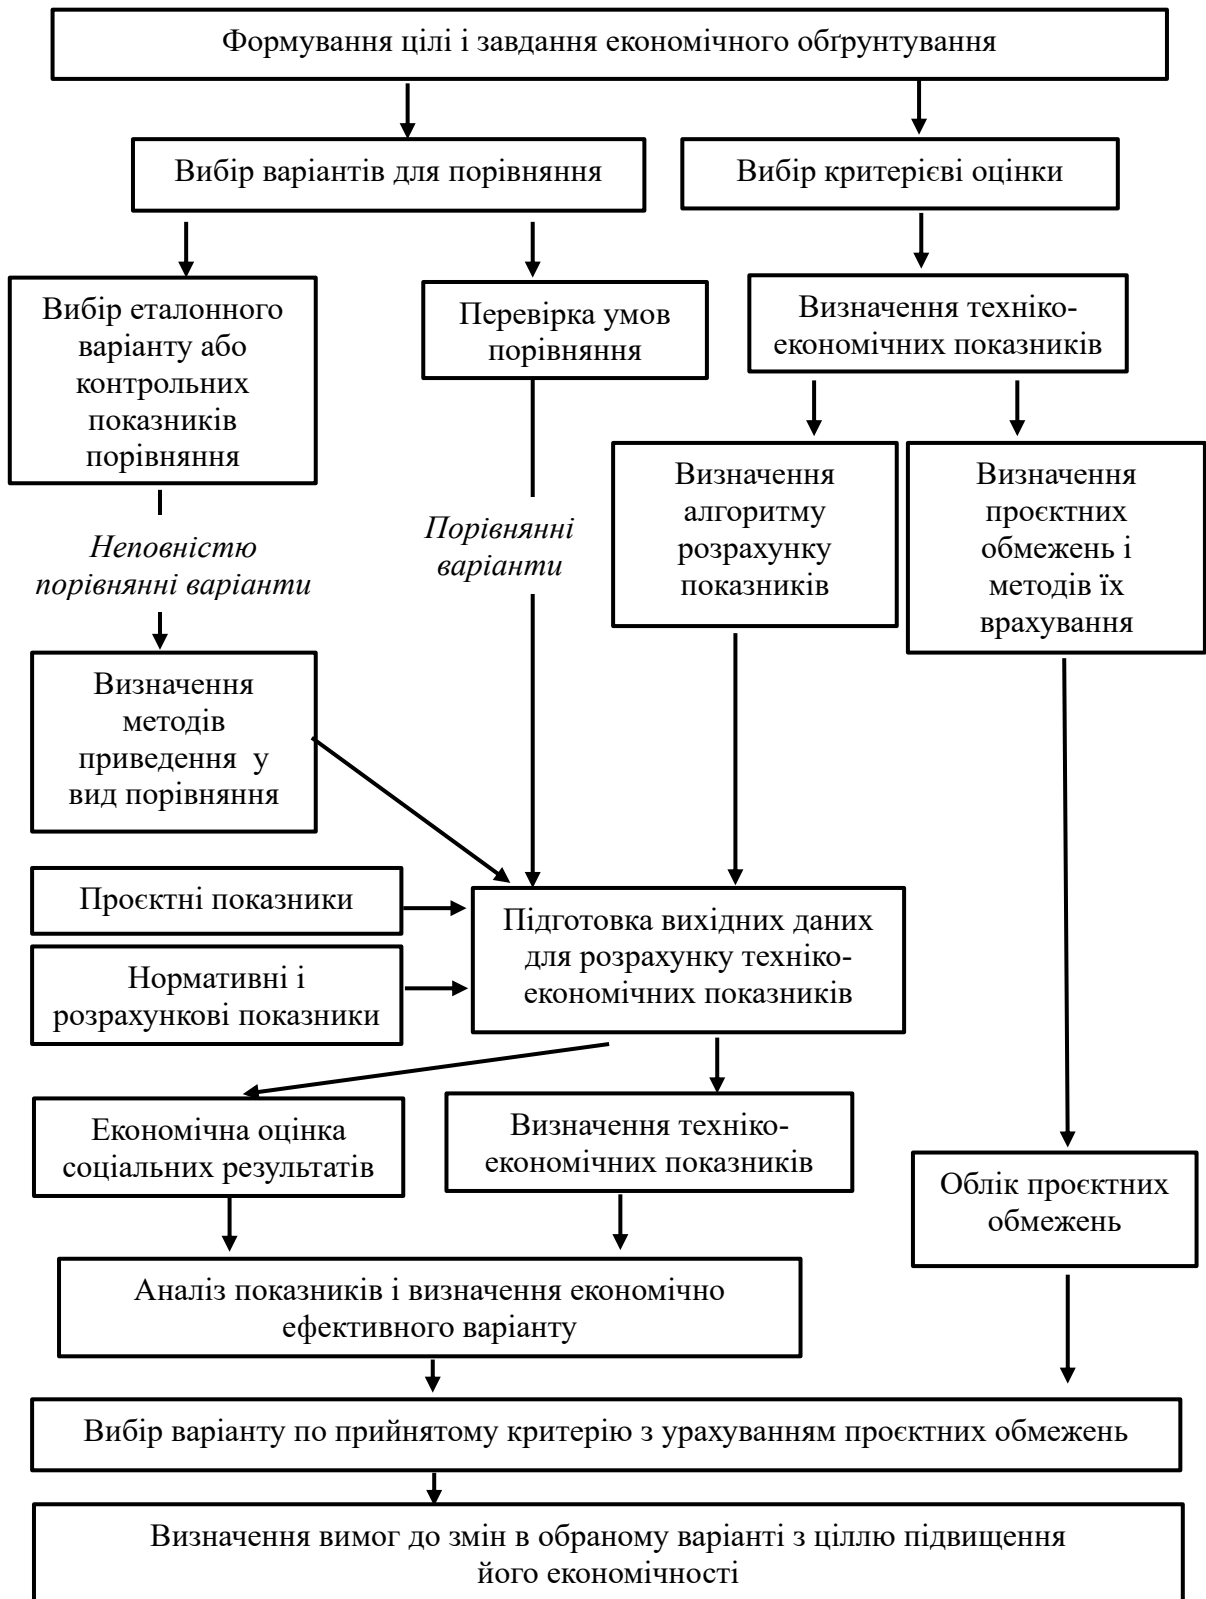 Формування цілі і завдання економічного обґрунтування
Вибір варіантів для порівняння
Вибір критерієві оцінки
Вибір еталонного
варіанту або
контрольних
показників
порівняння
Перевірка умов
порівняння
Визначення техніко-
економічних показників
Визначення
алгоритму
розрахунку
показників
Визначення
проєктних
обмежень і
методів їх
врахування
Неповністю
порівнянні варіанти
Порівнянні
варіанти
Визначення
методів
приведення у
вид порівняння
Проєктні показники
Нормативні і
розрахункові показники
Підготовка вихідних даних
для розрахунку техніко-
економічних показників
Економічна оцінка
соціальних результатів
Визначення техніко-
економічних показників
Облік проєктних
обмежень
Аналіз показників і визначення економічно
ефективного варіанту
Вибір варіанту по прийнятому критерію з урахуванням проєктних обмежень
Визначення вимог до змін в обраному варіанті з ціллю підвищення
його економічності